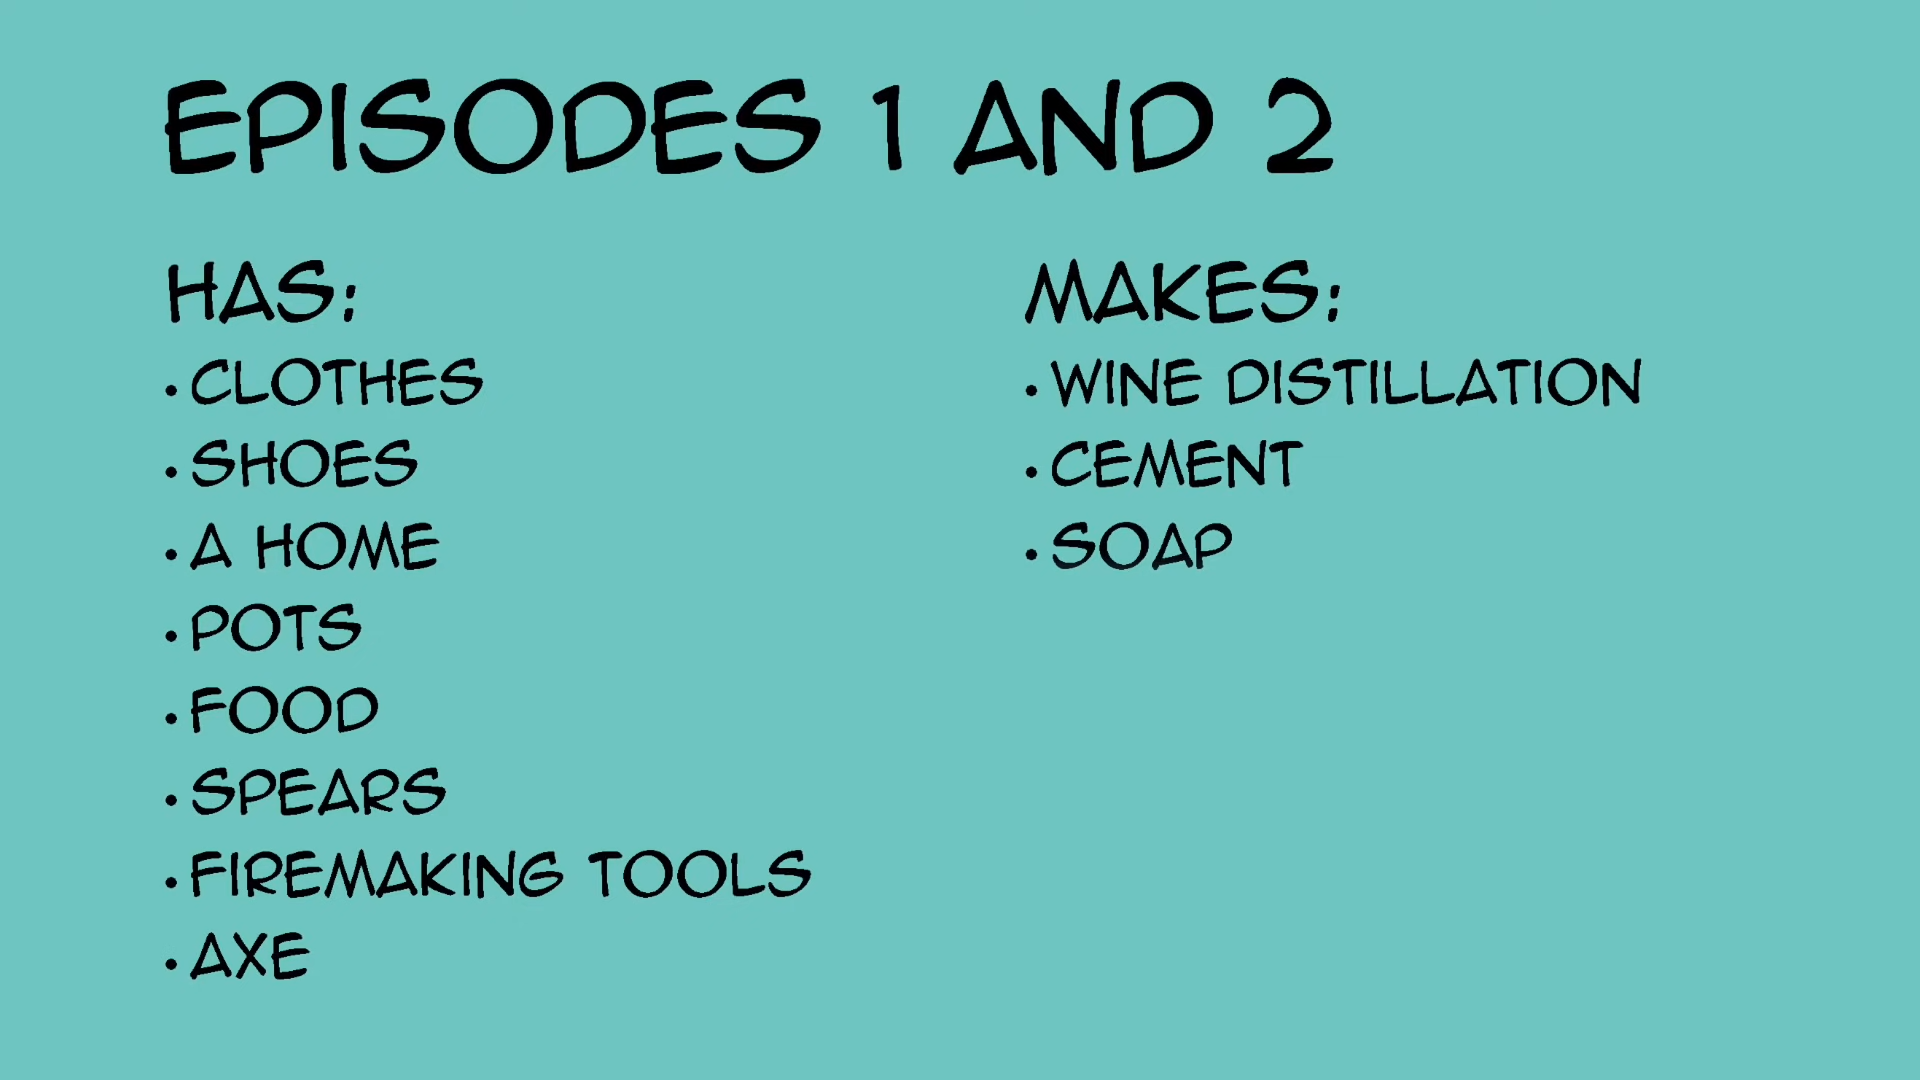 EPISODES 1 AND 2
HAS:
• CLOTHES
• SHOES
• A HOME
• POTS
• FOOD
• SPEARS
• FIREMAKING TOOLS
• AXE
MAKES:
• WINE DISTILLATION
• CEMENT
• SOAP